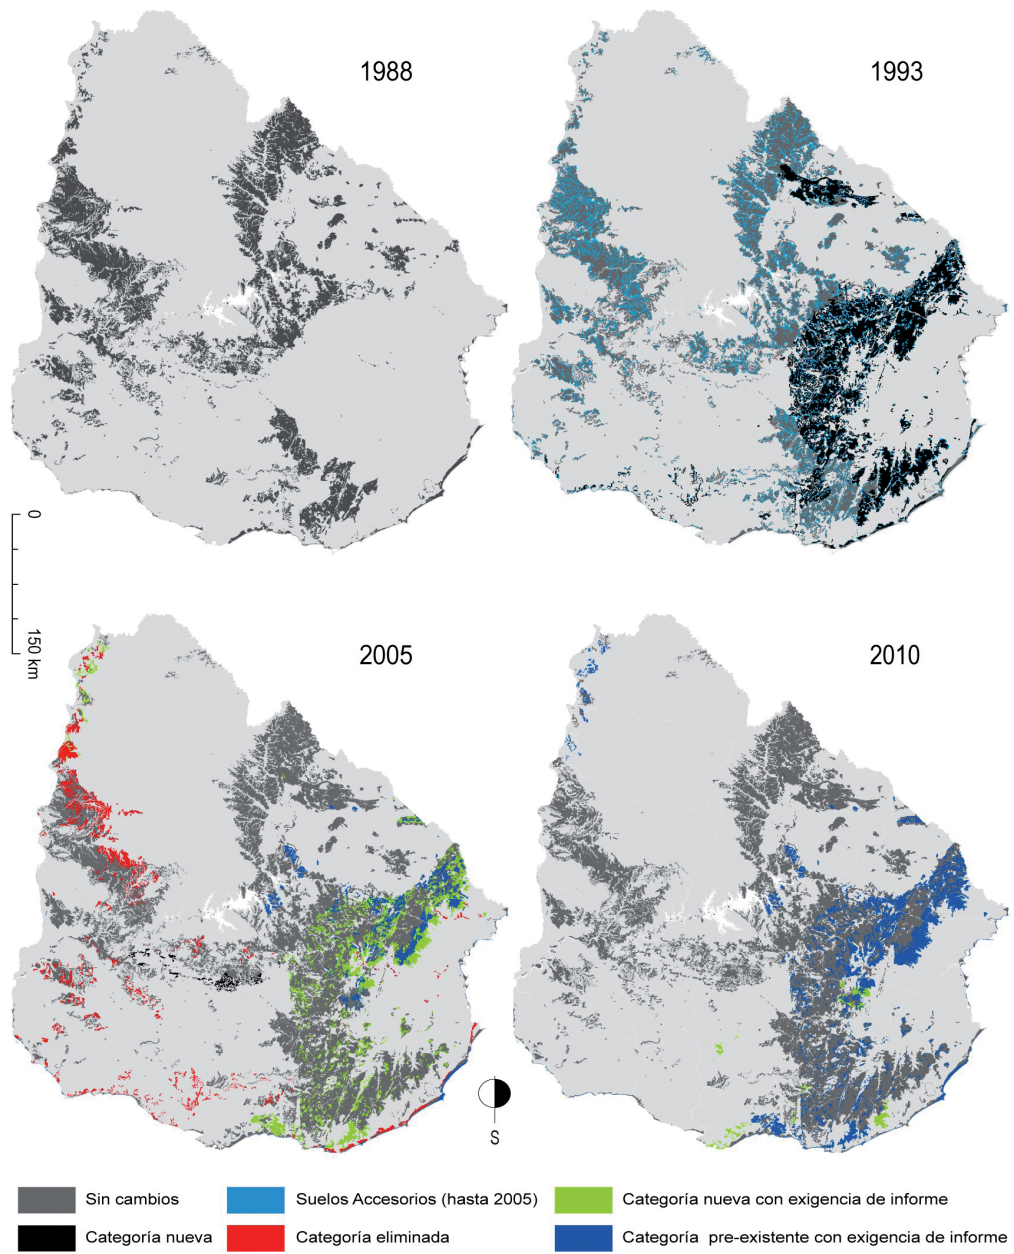 1988
1993
0
150 km
2005
2010
S
Sin cambios
Suelos Accesorios (hasta 2005)
Categoría nueva con exigencia de informe
Categoría nueva
Categoría eliminada
Categoría pre-existente con exigencia de informe